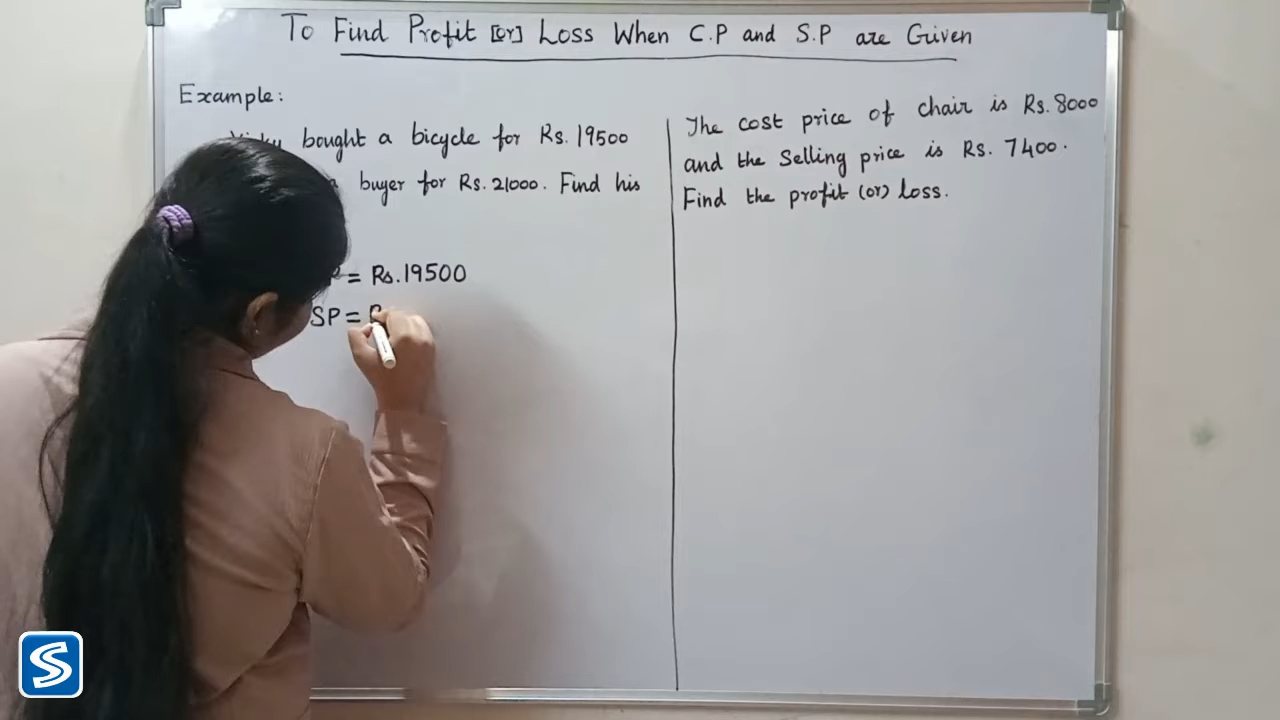 To Find Profit [or] Loss When C.P and S.P are Given
Example:
bought a bicycle for Rs. 19500
buyer for Rs. 21000. Find his
= Rs.19500
SP =
The cost price of chair is Rs. 8000
and the Selling price is Rs. 7400.
Find the profit (or) loss.
S